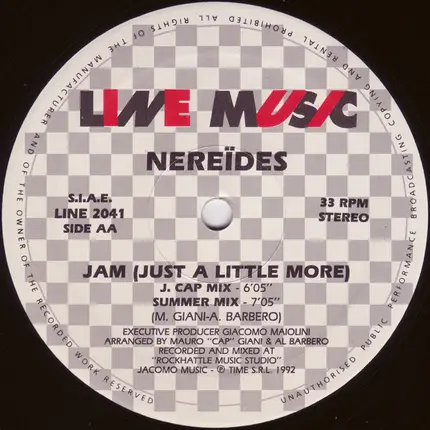 LINE MUSIC
NEREÏDES
S.I.A.E.
LINE 2041
SIDE AA
33 RPM
STEREO
JAM (JUST A LITTLE MORE)
J. CAP MIX - 6'05''
SUMMER MIX - 7'05''
(M. GIANI-A. BARBERO)
EXECUTIVE PRODUCER GIACOMO MAIOLINI
ARRANGED BY MAURO "CAP" GIANI & AL BARBERO
RECORDED AND MIXED AT
"ROCKHATTLE MUSIC STUDIO"
JACOMO MUSIC - ℗ TIME S.R.L. 1992
ALL RIGHTS OF THE MANUFACTURER AND OF THE OWNER OF THE RECORDED WORK RESERVED
UNAUTHORISED PUBLIC PERFORMANCE BROADCASTING COPYING AND RENTAL PROHIBITED